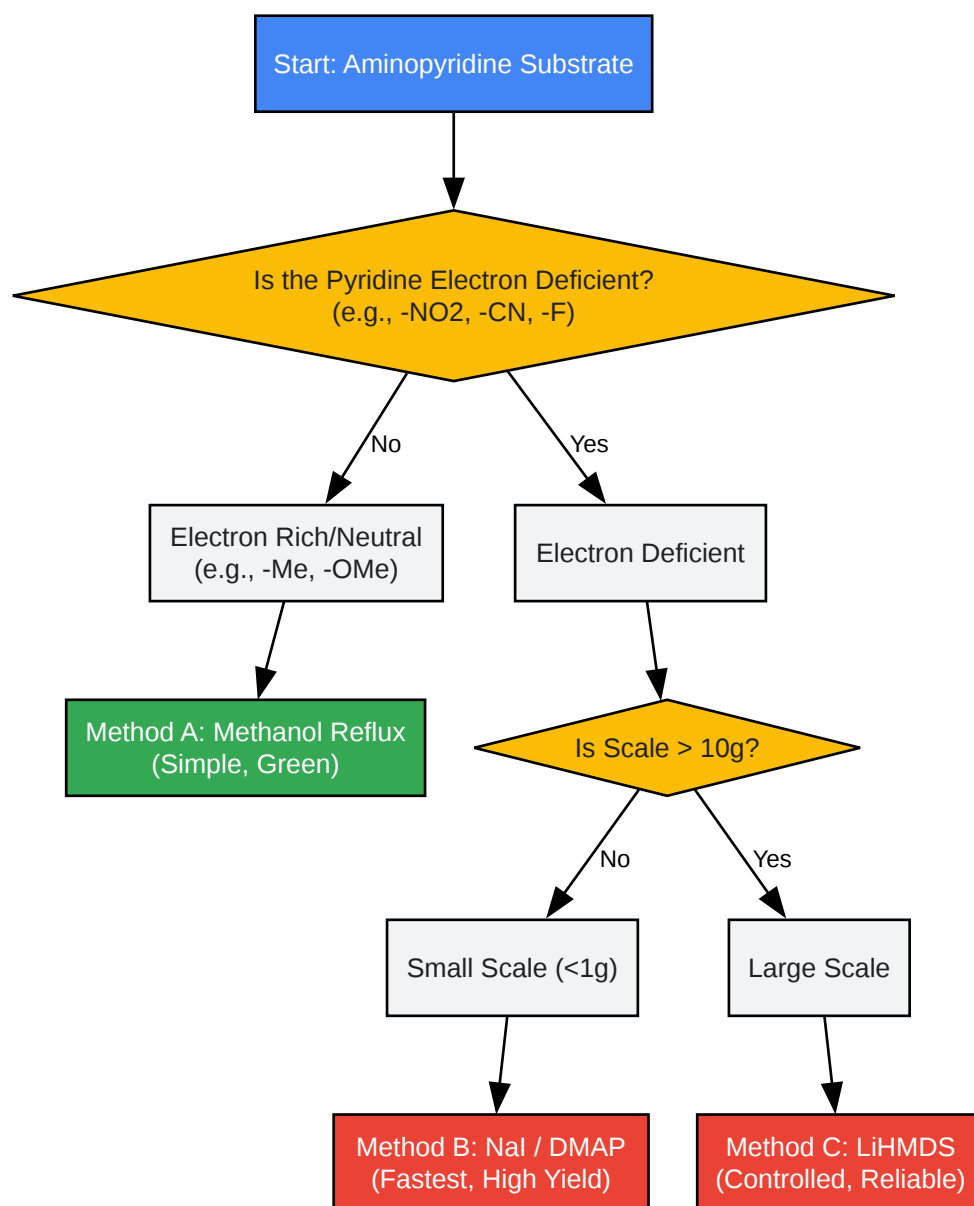 Start: Aminopyridine Substrate
Is the Pyridine Electron Deficient?
(e.g., -NO2, -CN, -F)
No
Yes
Electron Rich/Neutral
(e.g., -Me, -OMe)
Electron Deficient
Method A: Methanol Reflux
(Simple, Green)
Is Scale > 10g?
No
Yes
Small Scale (<1g)
Large Scale
Method B: NaI / DMAP
(Fastest, High Yield)
Method C: LiHMDS
(Controlled, Reliable)